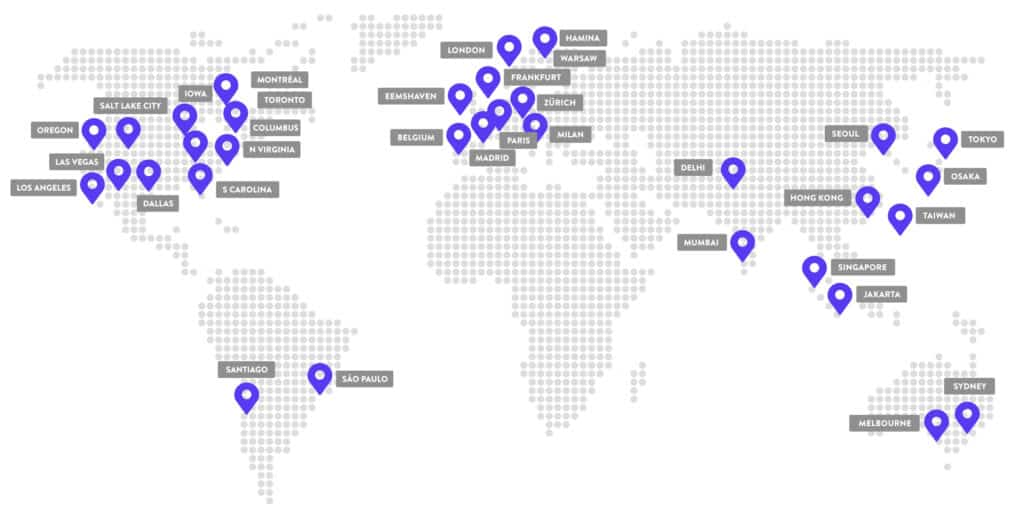 HAMINA
LONDON
WARSAW
FRANKFURT
MONTRÉAL
IOWA
EEMSHAVEN
TORONTO
ZÜRICH
SALT LAKE CITY
COLUMBUS
OREGON
SEOUL
MILAN
BELGIUM
TOKYO
PARIS
N VIRGINIA
MADRID
LAS VEGAS
DELHI
OSAKA
LOS ANGELES
S CAROLINA
HONG KONG
DALLAS
TAIWAN
MUMBAI
SINGAPORE
JAKARTA
SANTIAGO
SÃO PAULO
SYDNEY
MELBOURNE